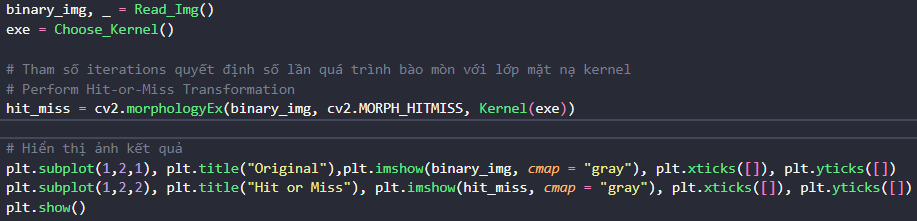 binary_img, _ = Read_Img()
exe = Choose_Kernel()
# Tham số iterations quyết định số lần quá trình bào mòn với lớp mặt nạ kernel
# Perform Hit-or-Miss Transformation
hit_miss = cv2.morphologyEx(binary_img, cv2.MORPH_HITMISS, Kernel(exe))
# Hiển thị ảnh kết quả
plt.subplot(1,2,1), plt.title("Original"),plt.imshow(binary_img, cmap = "gray"), plt.xticks([]), plt.yticks([])
plt.subplot(1,2,2), plt.title("Hit or Miss"), plt.imshow(hit_miss, cmap = "gray"), plt.xticks([]), plt.yticks([])
plt.show()